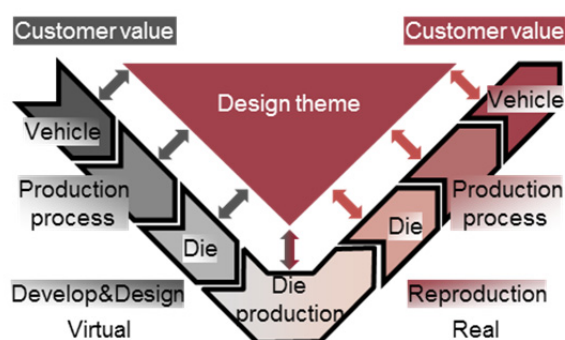 Customer value
Customer value
Design theme
Vehicle
Vehicle
Production
process
Production
process
Die
Die
Develop&Design
Die
production
Reproduction
Virtual
Real